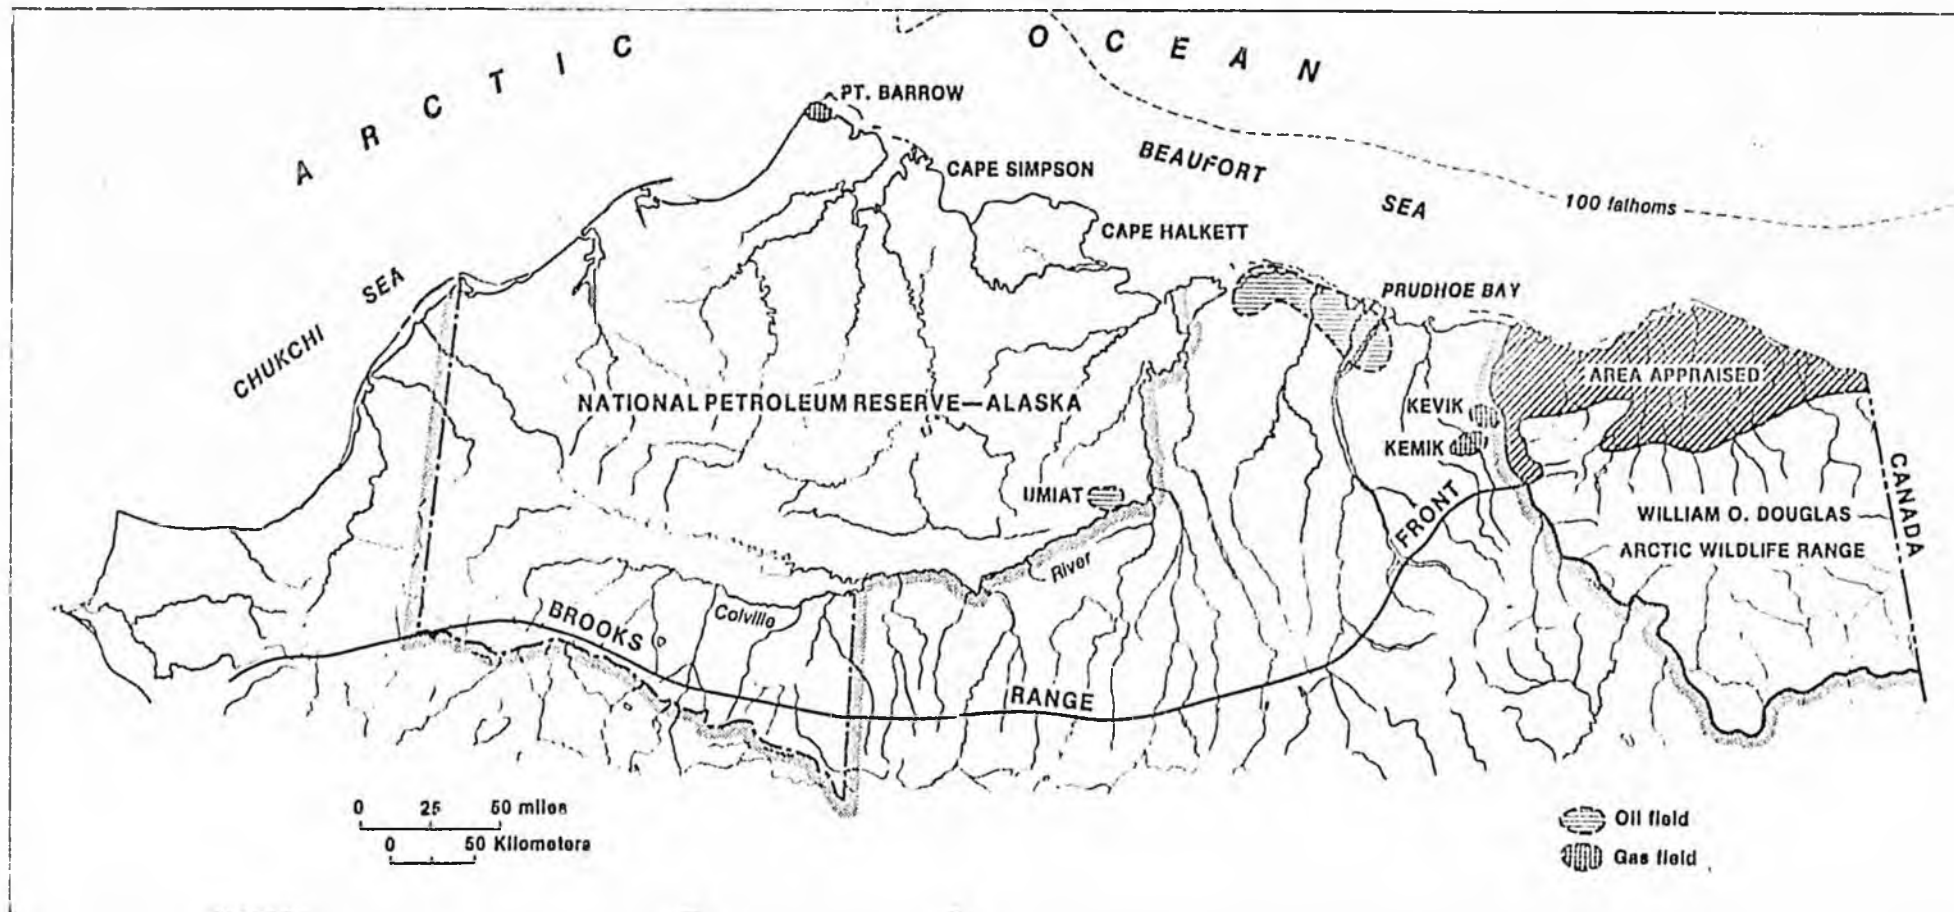 ARCTIC OCEAN
PT. BARROW
CAPE SIMPSON
BEAUFORT SEA
100 fathoms
CAPE HALKETT
CHUKCHI SEA
PRUDHOE BAY
AREA APPRAISED
NATIONAL PETROLEUM RESERVE—ALASKA
KEVIK
KEMIK
UMIAT
CANADA
WILLIAM O. DOUGLAS
ARCTIC WILDLIFE RANGE
Colville River
BROOKS RANGE FRONT
0 25 50 miles
0 50 Kilometers
Oil field
Gas field